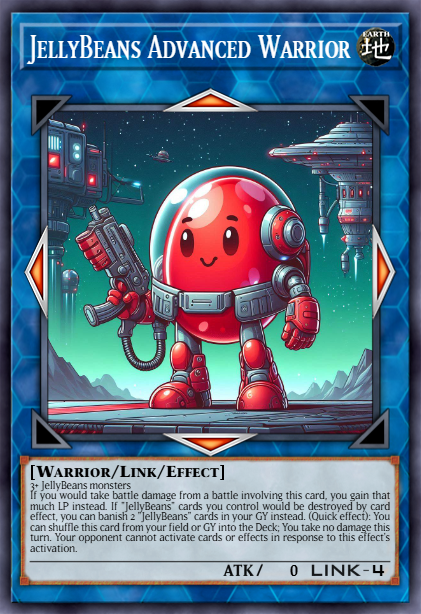 JellyBeans Advanced Warrior
EARTH
地
[Warrior/Link/Effect]
3+ JellyBeans monsters
If you would take battle damage from a battle involving this card, you gain that
much LP instead. If "JellyBeans" cards you control would be destroyed by card
effect, you can banish 2 "JellyBeans" cards in your GY instead. (Quick effect): You
can shuffle this card from your field or GY into the Deck; You take no damage this
turn. Your opponent cannot activate cards or effects in response to this effect's
activation.
ATK/ 0 LINK-4